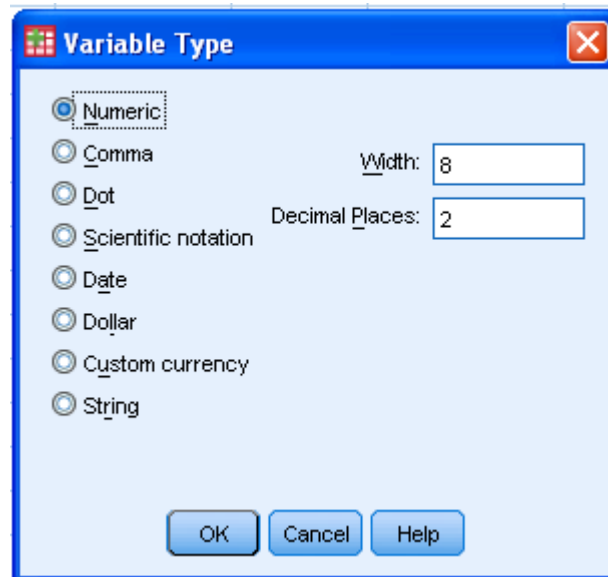 Variable Type
Numeric
Comma
Width: 8
Dot
Decimal Places: 2
Scientific notation
Date
Dollar
Custom currency
String
OK Cancel Help